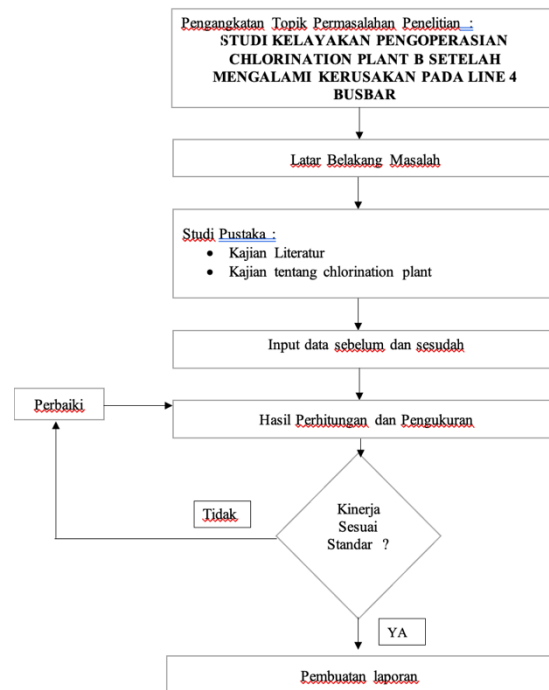 Pengangkatan Topik Permasalahan Penelitian :
STUDI KELAYAKAN PENGOPERASIAN
CHLORINATION PLANT B SETELAH
MENGALAMI KERUSAKAN PADA LINE 4
BUSBAR
Latar Belakang Masalah
Studi Pustaka :
• Kajian Literatur
• Kajian tentang chlorination plant
Input data sebelum dan sesudah
Perbaiki
Hasil Perhitungan dan Pengukuran
Tidak
Kinerja
Sesuai
Standar ?
YA
Pembuatan laporan